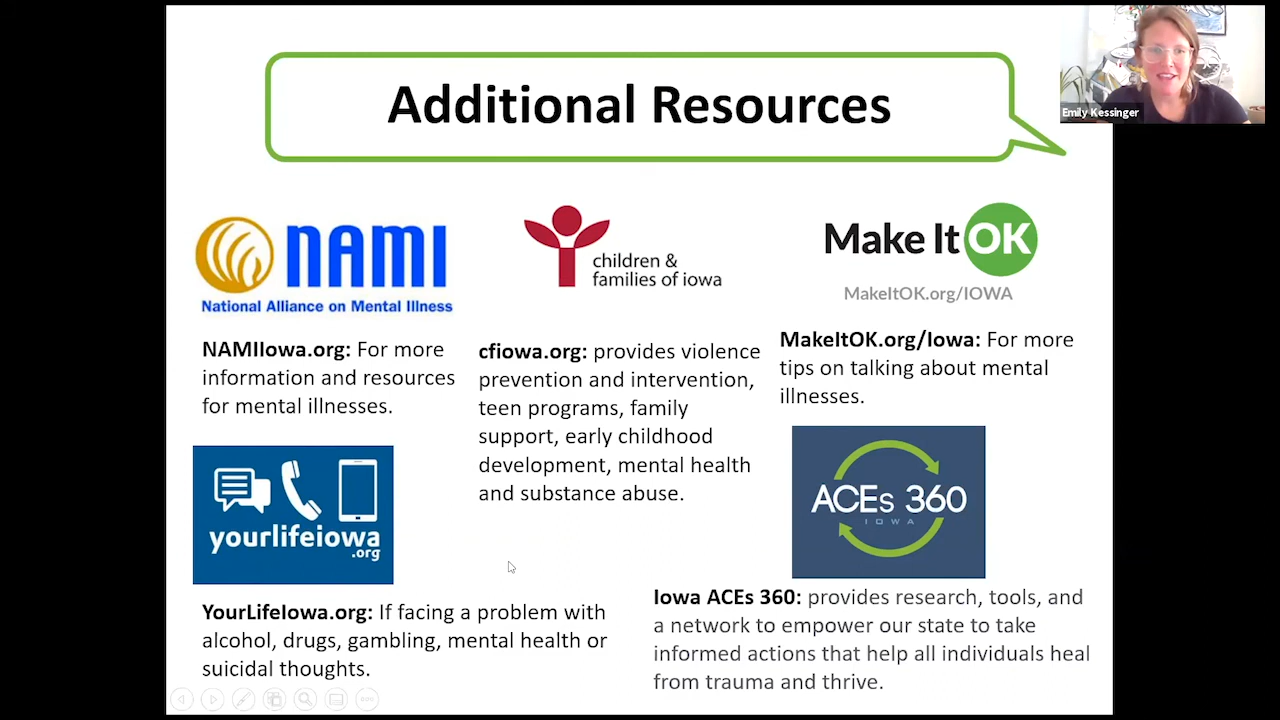 Additional Resources
Emily Kessinger
NAMI
National Alliance on Mental Illness
NAMIIowa.org: For more
information and resources
for mental illnesses.
children &
families of iowa
cfiowa.org: provides violence
prevention and intervention,
teen programs, family
support, early childhood
development, mental health
and substance abuse.
Make It OK
MakeItOK.org/IOWA
MakeItOK.org/Iowa: For more
tips on talking about mental
illnesses.
yourlifeiowa
.org
YourLifeIowa.org: If facing a problem with
alcohol, drugs, gambling, mental health or
suicidal thoughts.
ACEs 360
IOWA
Iowa ACEs 360: provides research, tools, and
a network to empower our state to take
informed actions that help all individuals heal
from trauma and thrive.